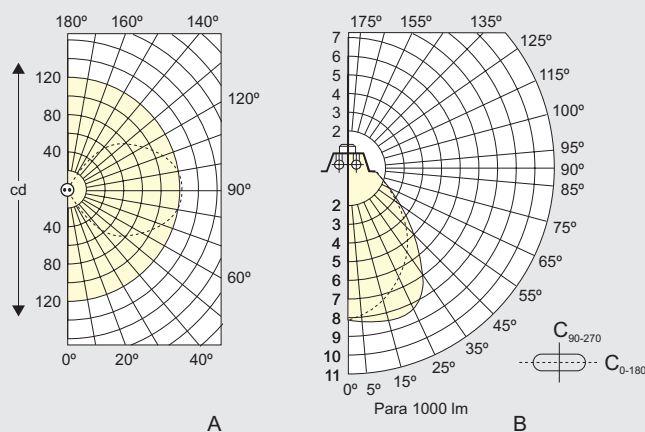 180º 160º 140º
120
80
40
cd
40
80
120
120º
90º
60º
0º 20º 40º
A
175º 155º 135º
125º
115º
100º
95º
90º
85º
75º
65º
55º
45º
35º
25º
15º
0º 5º
7
6
5
4
3
2
2
3
4
5
6
7
8
9
10
11
Para 1000 lm
B
C90-270
C0-180